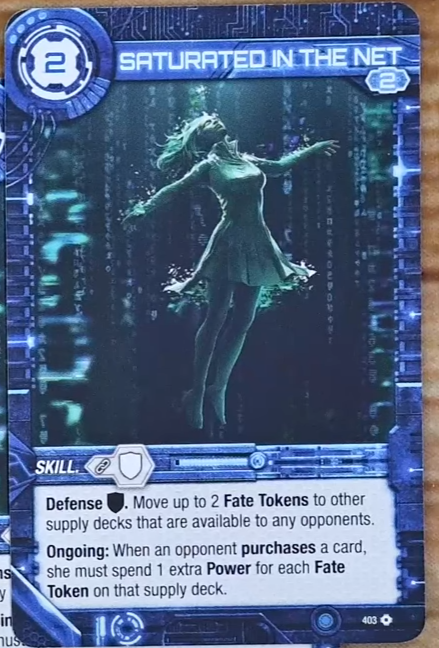 2
SATURATED IN THE NET
2
SKILL.
Defense. Move up to 2 Fate Tokens to other
supply decks that are available to any opponents.
Ongoing: When an opponent purchases a card,
she must spend 1 extra Power for each Fate
Token on that supply deck.
403